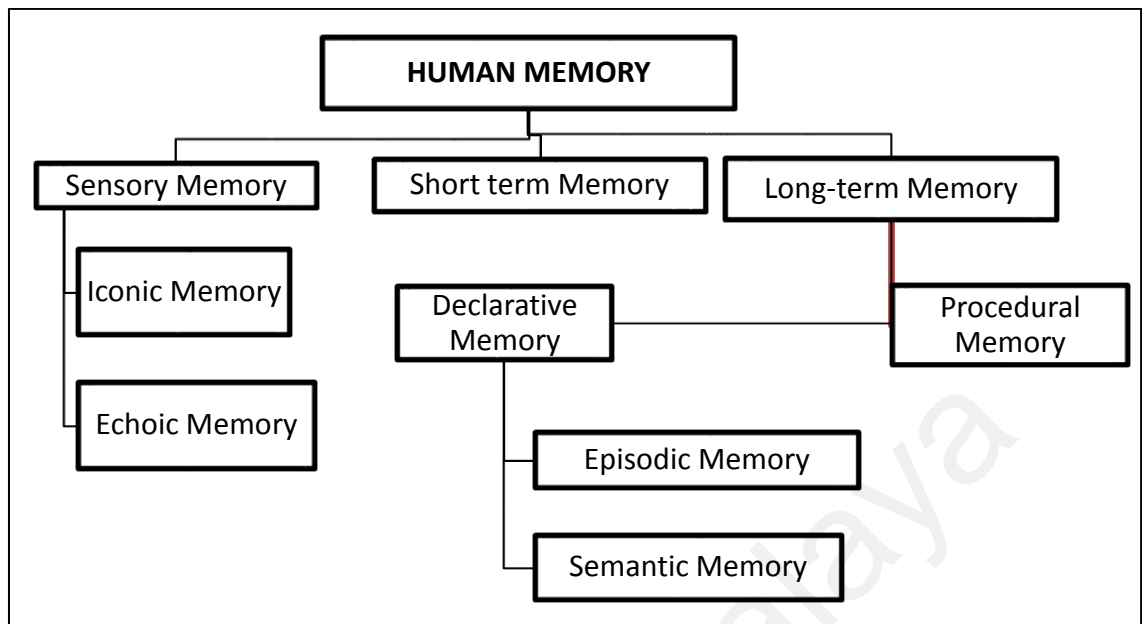 HUMAN MEMORY
Sensory Memory
Short term Memory
Long-term Memory
Iconic Memory
Echoic Memory
Declarative
Memory
Procedural
Memory
Episodic Memory
Semantic Memory
alaya